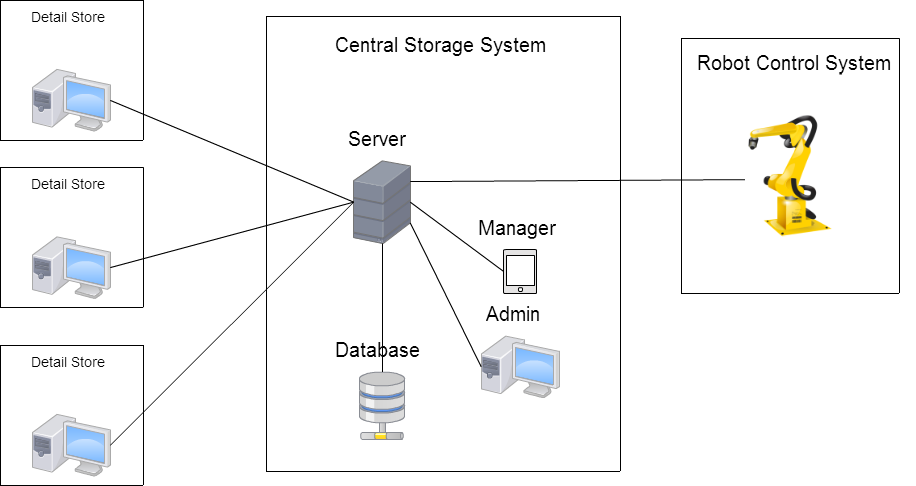 Detail Store
Central Storage System
Robot Control System
Server
Detail Store
Manager
Admin
Database
Detail Store